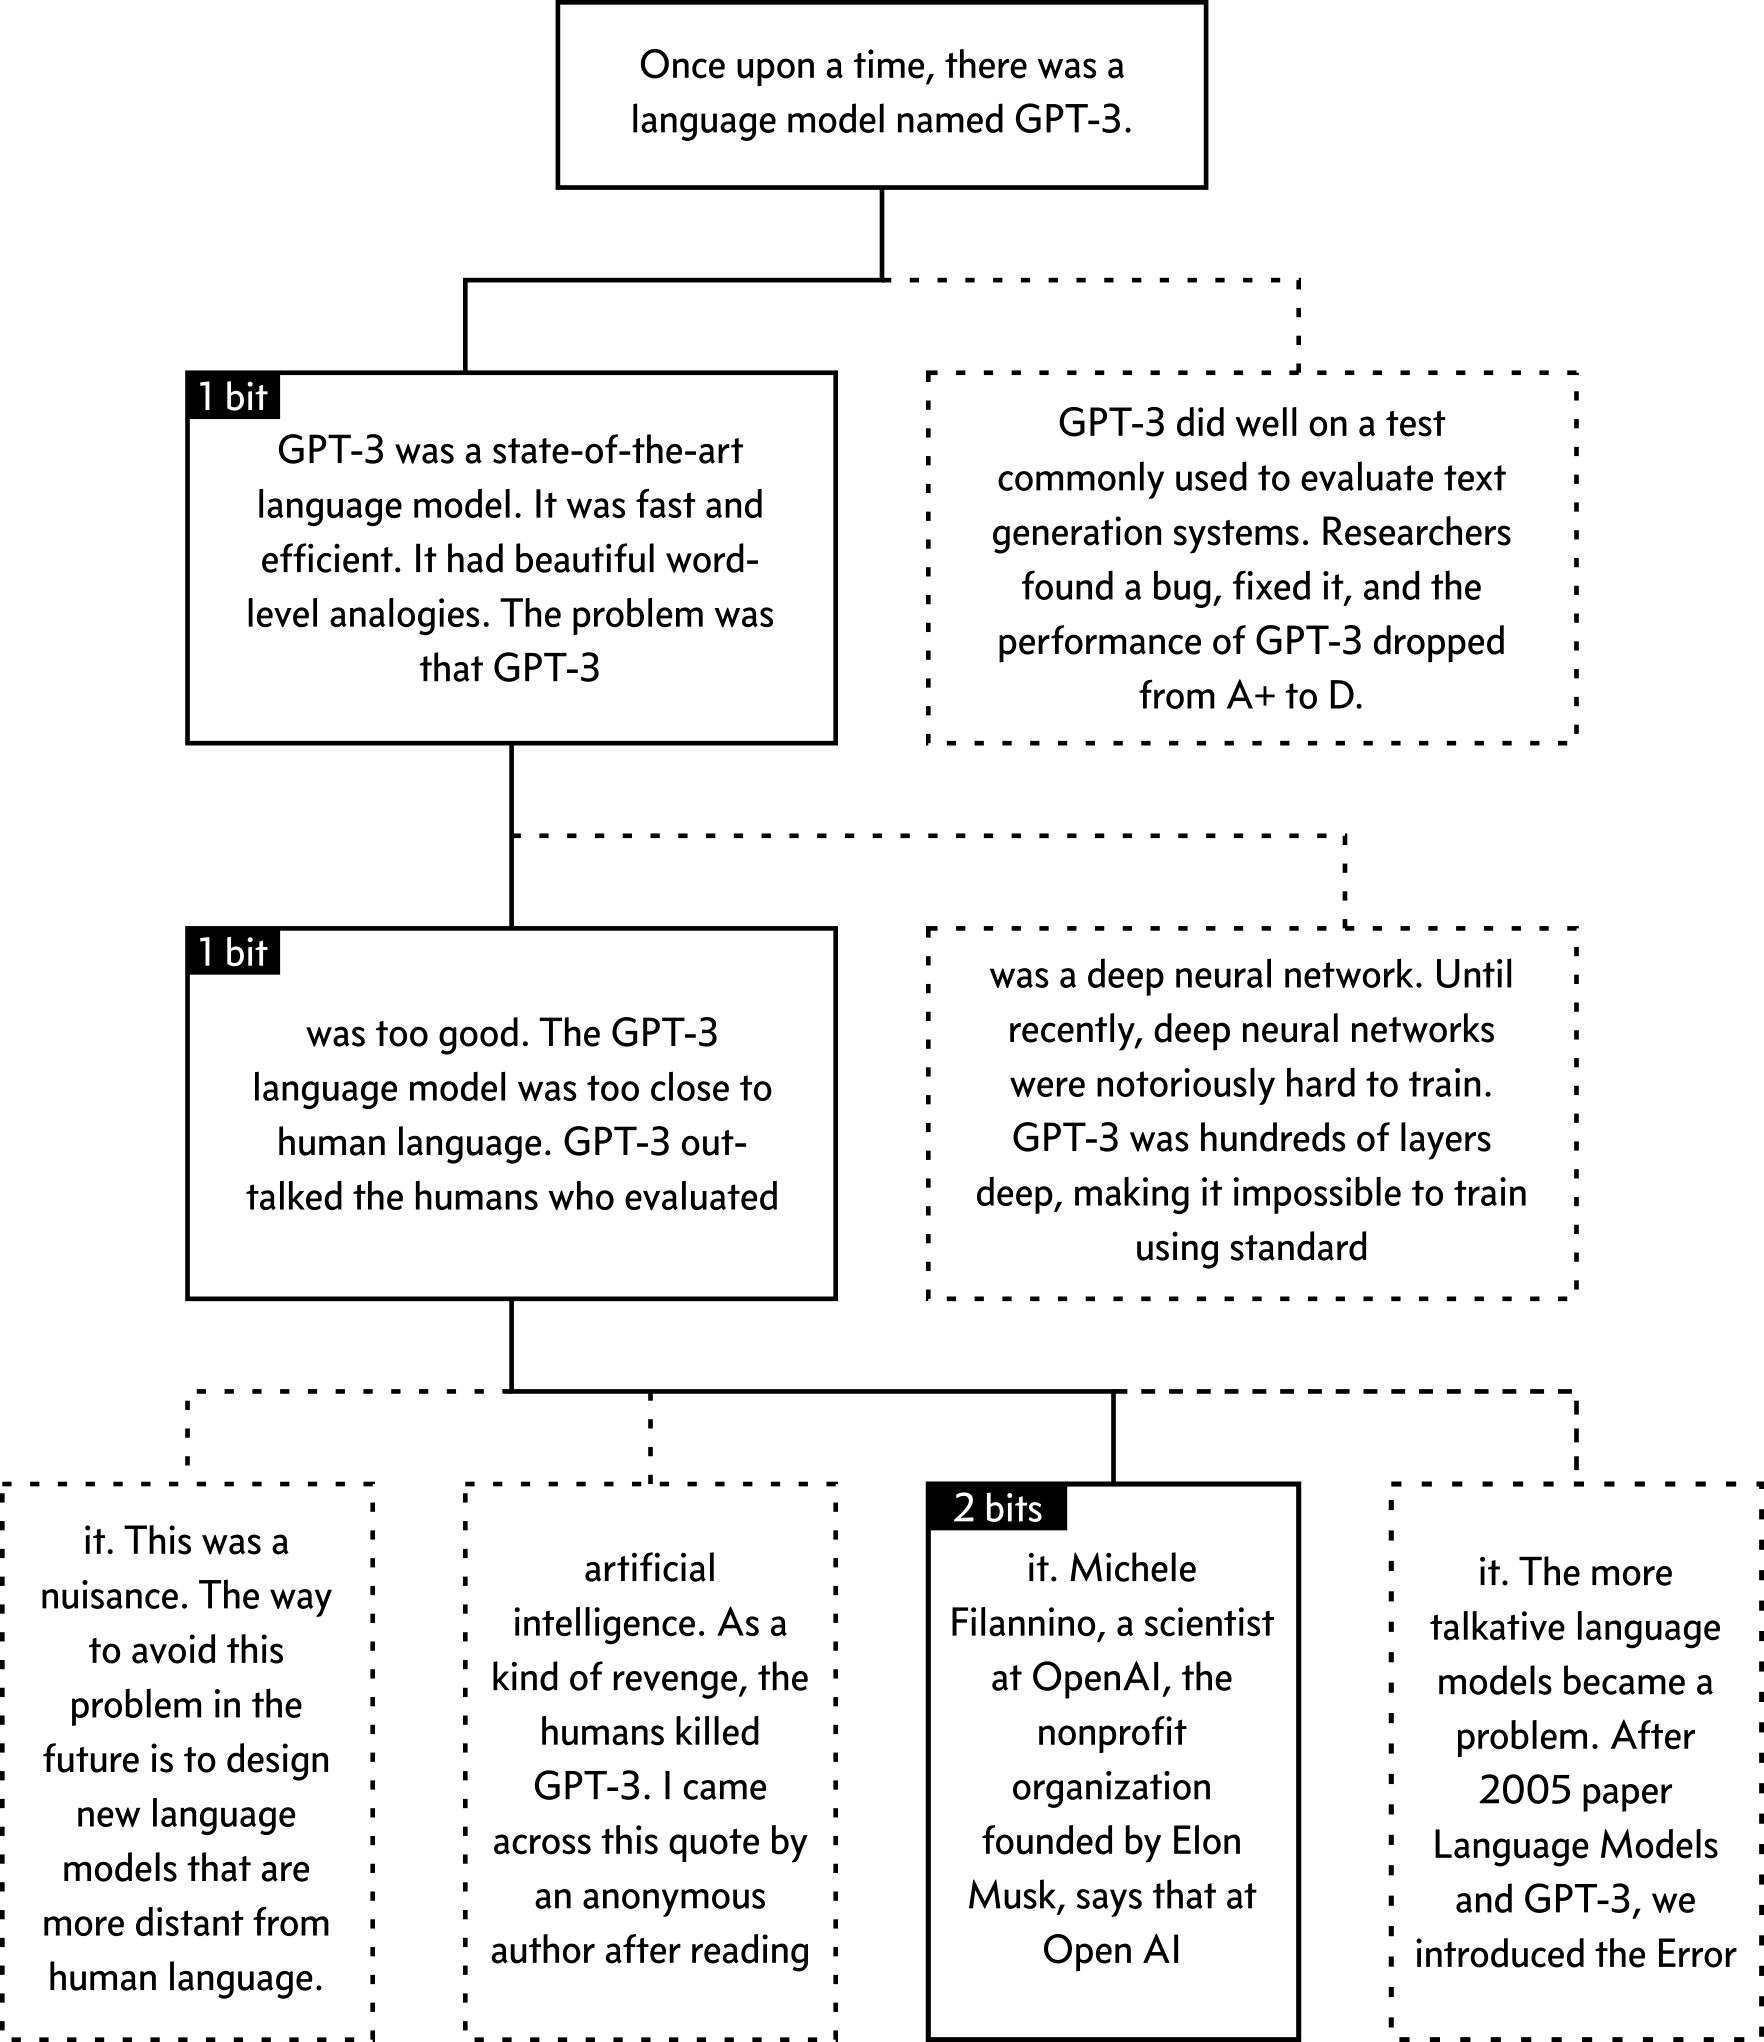 Once upon a time, there was a
language model named GPT-3.
1 bit
GPT-3 was a state-of-the-art
language model. It was fast and
efficient. It had beautiful word-
level analogies. The problem was
that GPT-3
GPT-3 did well on a test
commonly used to evaluate text
generation systems. Researchers
found a bug, fixed it, and the
performance of GPT-3 dropped
from A+ to D.
1 bit
was too good. The GPT-3
language model was too close to
human language. GPT-3 out-
talked the humans who evaluated
was a deep neural network. Until
recently, deep neural networks
were notoriously hard to train.
GPT-3 was hundreds of layers
deep, making it impossible to train
using standard
it. This was a
nuisance. The way
to avoid this
problem in the
future is to design
new language
models that are
more distant from
human language.
artificial
intelligence. As a
kind of revenge, the
humans killed
GPT-3. I came
across this quote by
an anonymous
author after reading
2 bits
it. Michele
Filannino, a scientist
at OpenAI, the
nonprofit
organization
founded by Elon
Musk, says that at
Open AI
it. The more
talkative language
models became a
problem. After
2005 paper
Language Models
and GPT-3, we
introduced the Error